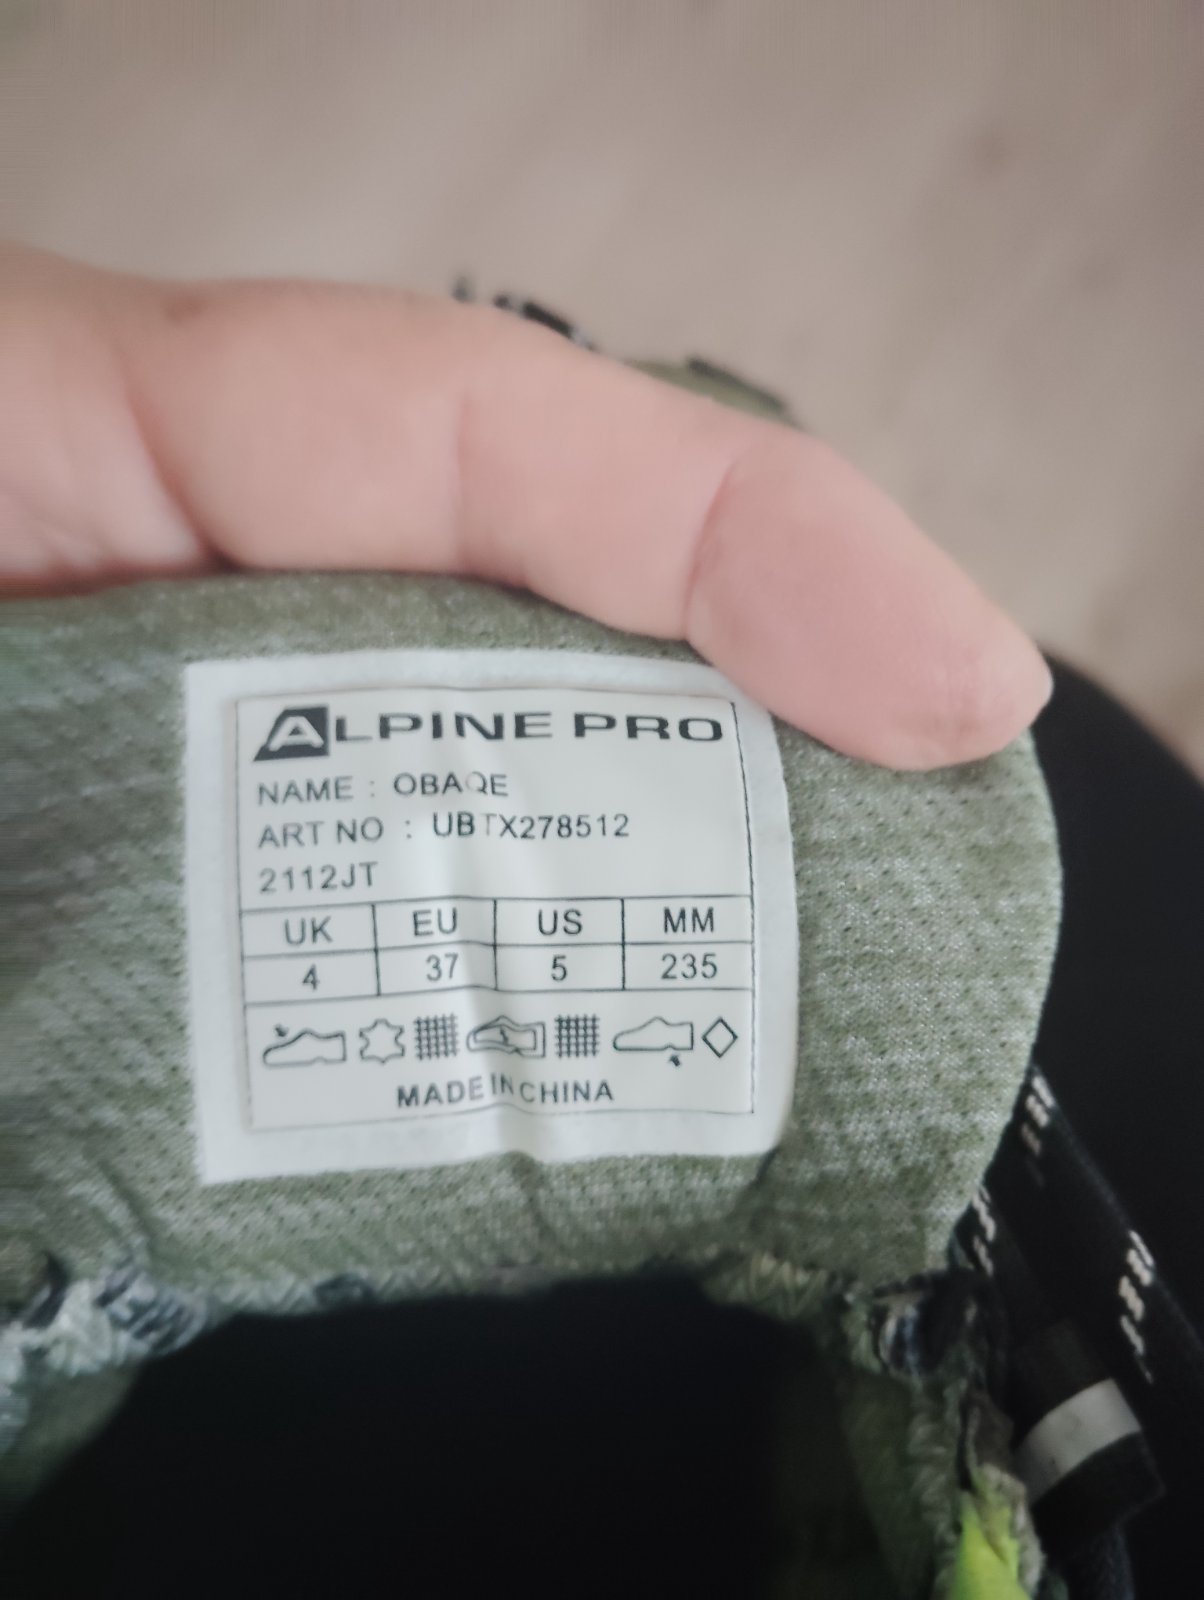 ALPINE PRO
NAME : OBAQE
ART NO : UBTX278512
2112JT
UK EU US MM
4 37 5 235
MADE IN CHINA